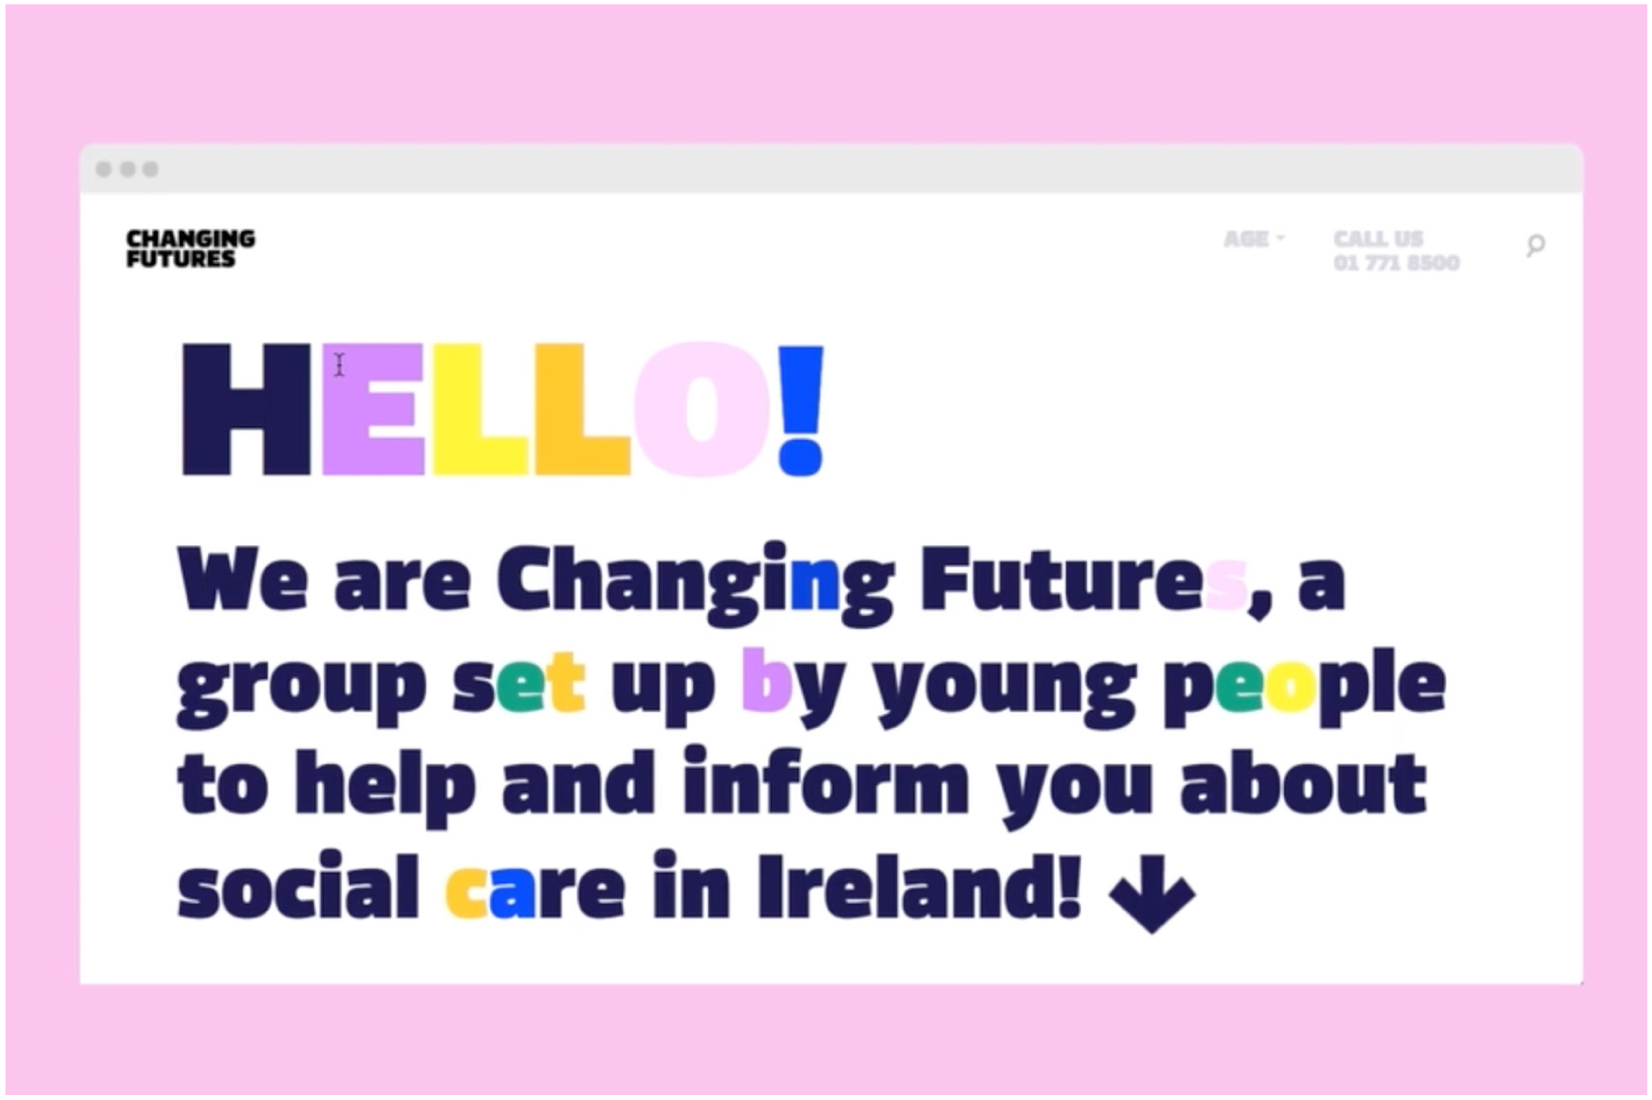 CHANGING
FUTURES
AGE
CALL US
01 771 8500
HELLO!
We are Changing Futures, a
group set up by young people
to help and inform you about
social care in Ireland!